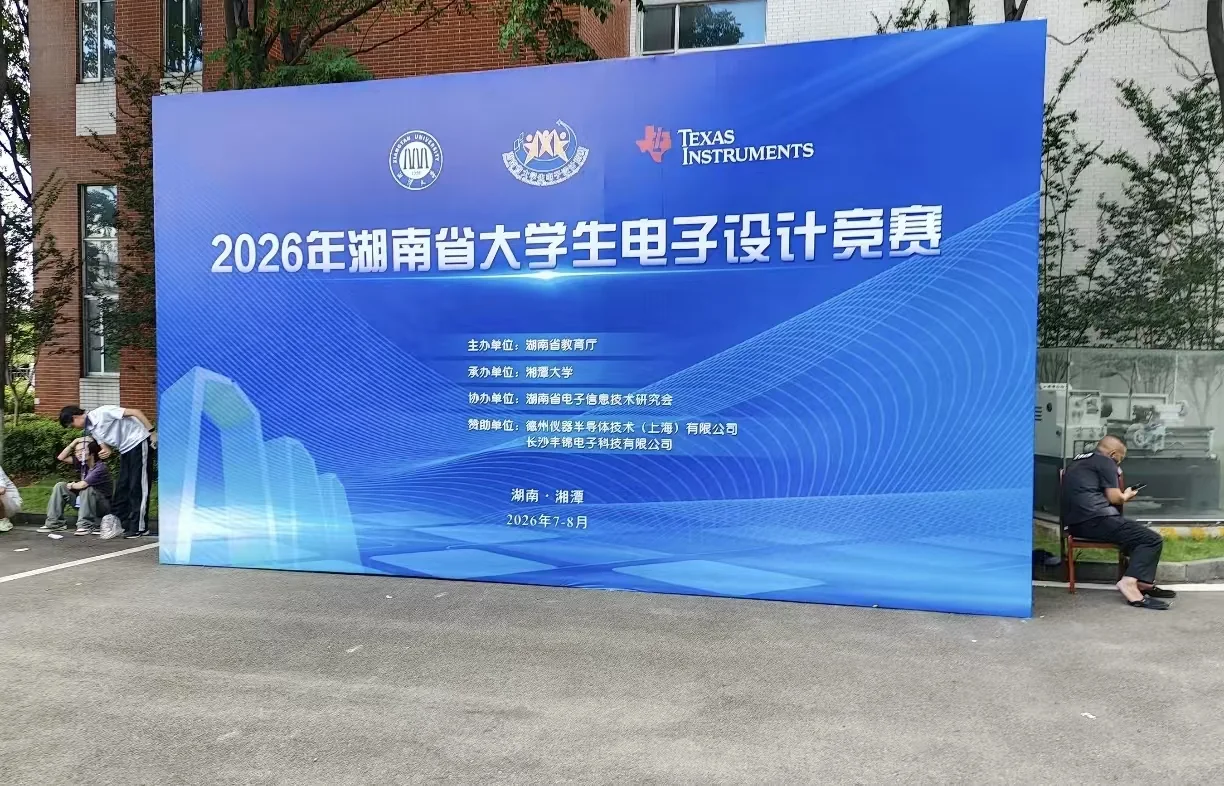 XIANGTAN UNIVERSITY
TEXAS
INSTRUMENTS
2026年湖南省大学生电子设计竞赛
主办单位：湖南省教育厅
承办单位：湘潭大学
协办单位：湖南省电子信息技术研究会
赞助单位：德州仪器半导体技术（上海）有限公司
长沙丰锦电子科技有限公司
湖南·湘潭
2026年7-8月